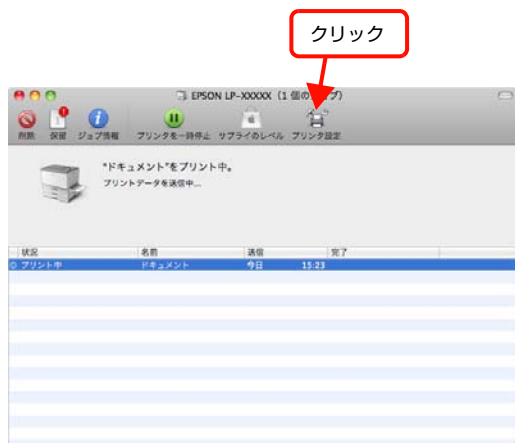 クリック
EPSON LP-XXXXX（1 個の
プ）
削除 保留 ジョブ情報 プリンタを一時停止 サプライのレベル プリンタ設定
"ドキュメント"をプリント中。
プリントデータを送信中...
状況 名前 送信 完了
プリント中 ドキュメント 今日 15:23